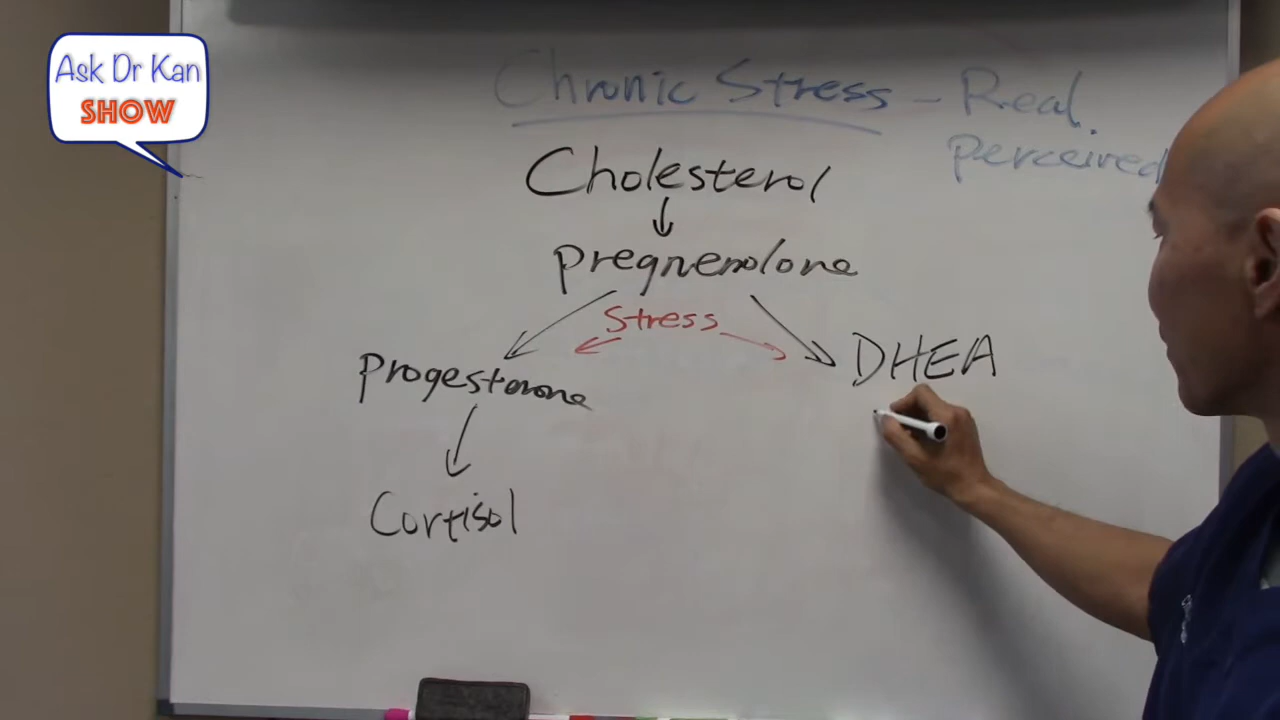 Ask Dr Kan
SHOW
Chronic Stress - Real
perceived
Cholesterol
Pregnenolone
Stress
Progesterone
DHEA
Cortisol